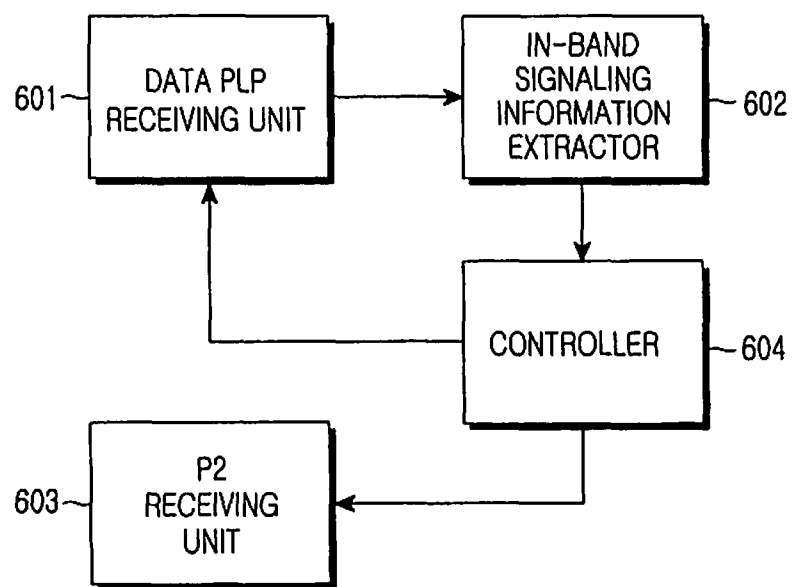 601
DATA PLP
RECEIVING UNIT
IN-BAND
SIGNALING
INFORMATION
EXTRACTOR
602
CONTROLLER
604
603
P2
RECEIVING
UNIT